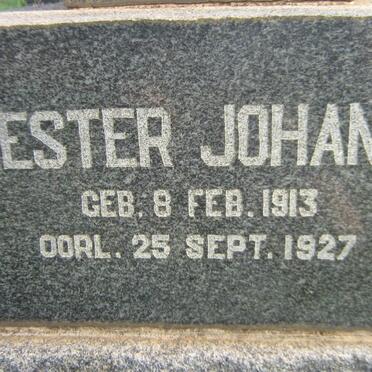 ESTER JOHAN
GEB. 8 FEB. 1913
OORL. 25 SEPT. 1927